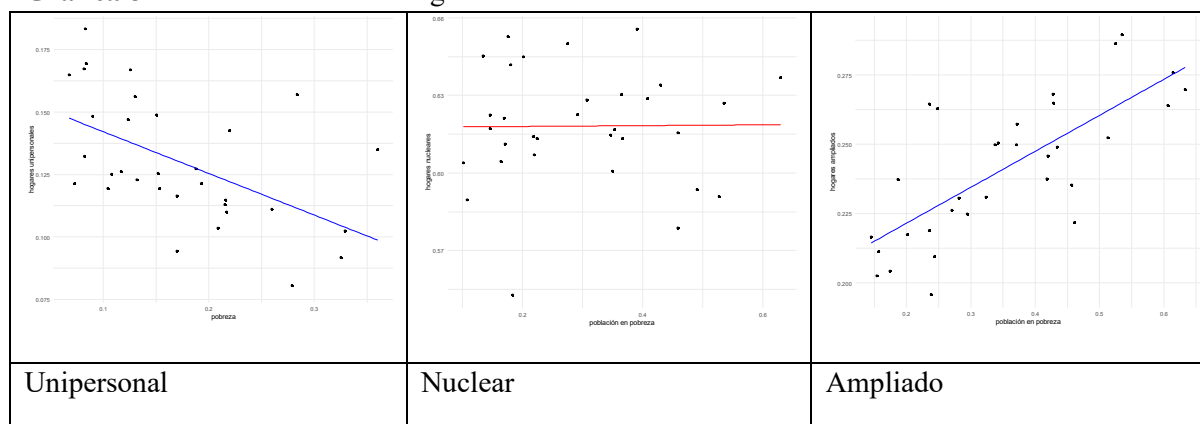 0.175
0.150
0.125
0.100
0.075
hogares unipersonales
0.1
0.2
0.3
pobreza
0.66
0.63
0.60
0.57
hogares nucleares
0.2
0.4
0.6
población en pobreza
0.275
0.250
0.225
0.200
hogares ampliados
0.2
0.3
0.4
0.5
0.6
población en pobreza
Unipersonal
Nuclear
Ampliado